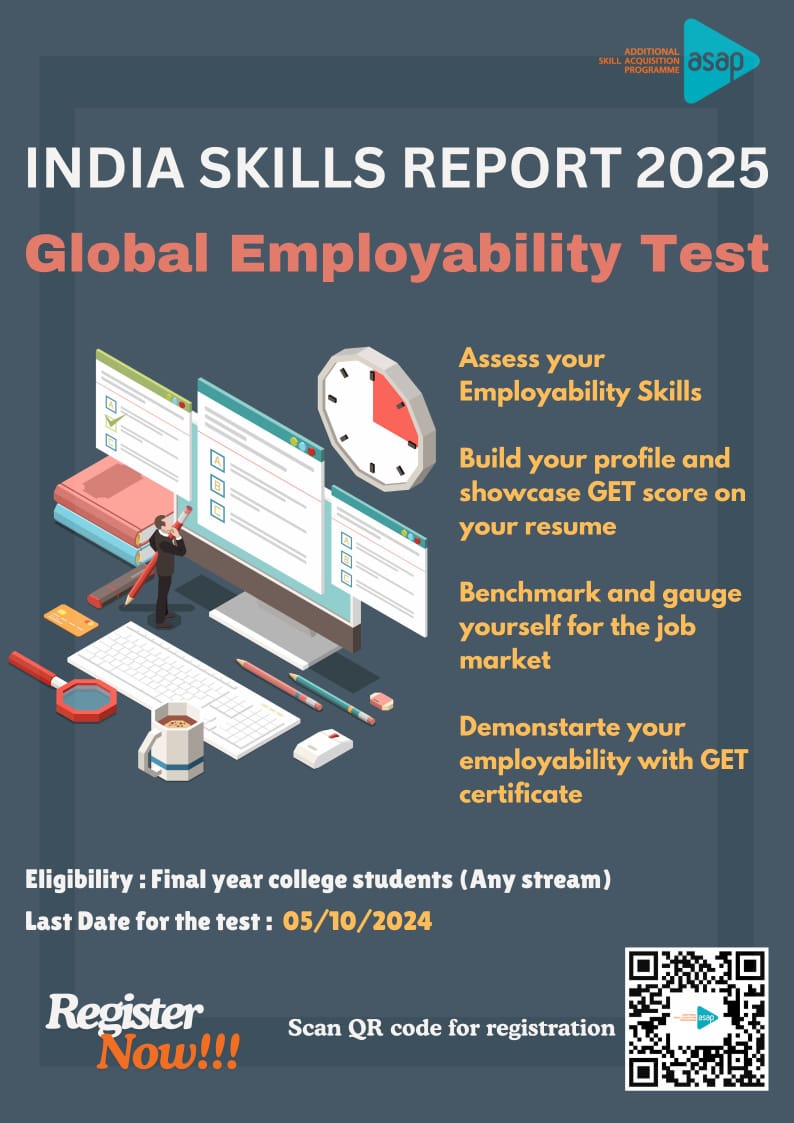 ADDITIONAL
SKILL ACQUISITION
PROGRAMME
asap
INDIA SKILLS REPORT 2025
Global Employability Test
Assess your
Employability Skills
Build your profile and
showcase GET score on
your resume
Benchmark and gauge
yourself for the job
market
Demonstarte your
employability with GET
certificate
A
C
A
B
C
A
B
C
Eligibility : Final year college students (Any stream)
Last Date for the test : 05/10/2024
Register
Now!!!
Scan QR code for registration
asap